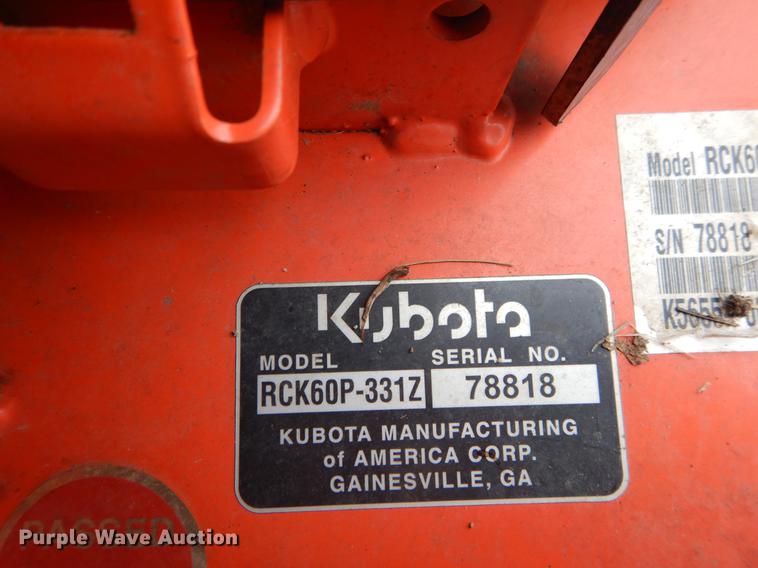 Model RCK60
S/N 78818
Kubota
MODEL SERIAL NO.
RCK60P-331Z 78818
KUBOTA MANUFACTURING
of AMERICA CORP.
GAINESVILLE, GA
PASSED
Purple Wave Auction